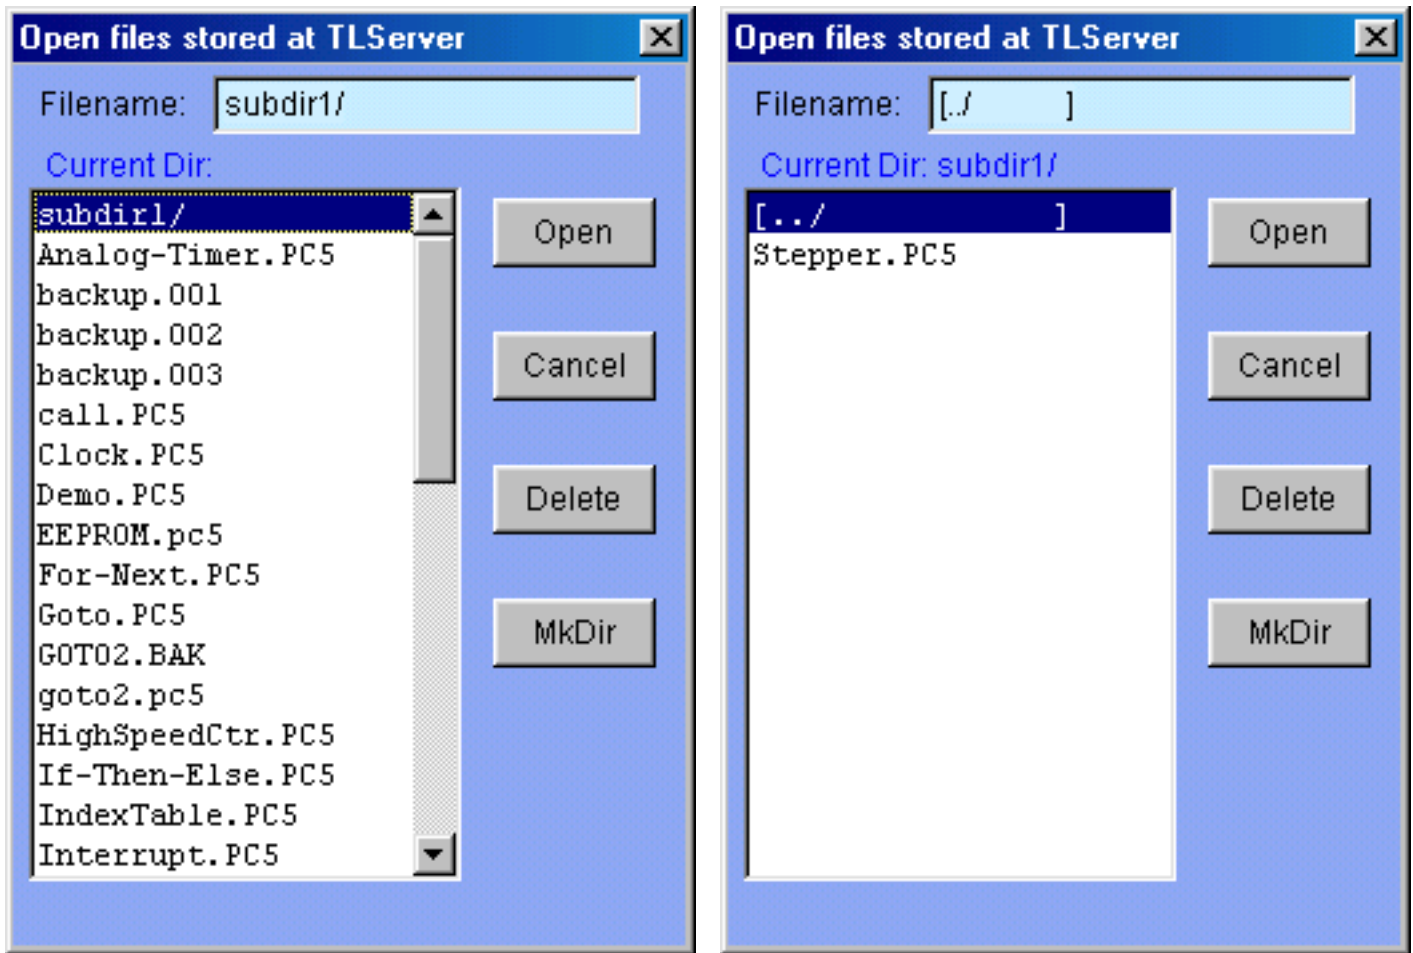 Open files stored at TLServer
Filename: subdir1/
Current Dir:
subdir1/
Analog-Timer.PC5
backup.001
backup.002
backup.003
call.PC5
Clock.PC5
Demo.PC5
EEPROM.pc5
For-Next.PC5
Goto.PC5
GOTO2.BAK
goto2.pc5
HighSpeedCtr.PC5
If-Then-Else.PC5
IndexTable.PC5
Interrupt.PC5
Open
Cancel
Delete
MkDir
Open files stored at TLServer
Filename: [../ ]
Current Dir: subdir1/
[../ ]
Stepper.PC5
Open
Cancel
Delete
MkDir